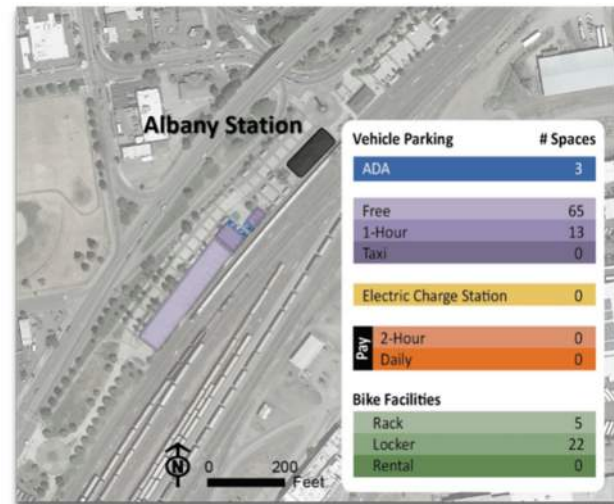 Albany Station
Vehicle Parking # Spaces
ADA 3
Free 65
1-Hour 13
Taxi 0
Electric Charge Station 0
Pay
2-Hour 0
Daily 0
Bike Facilities
Rack 5
Locker 22
Rental 0
N
0 200
Feet